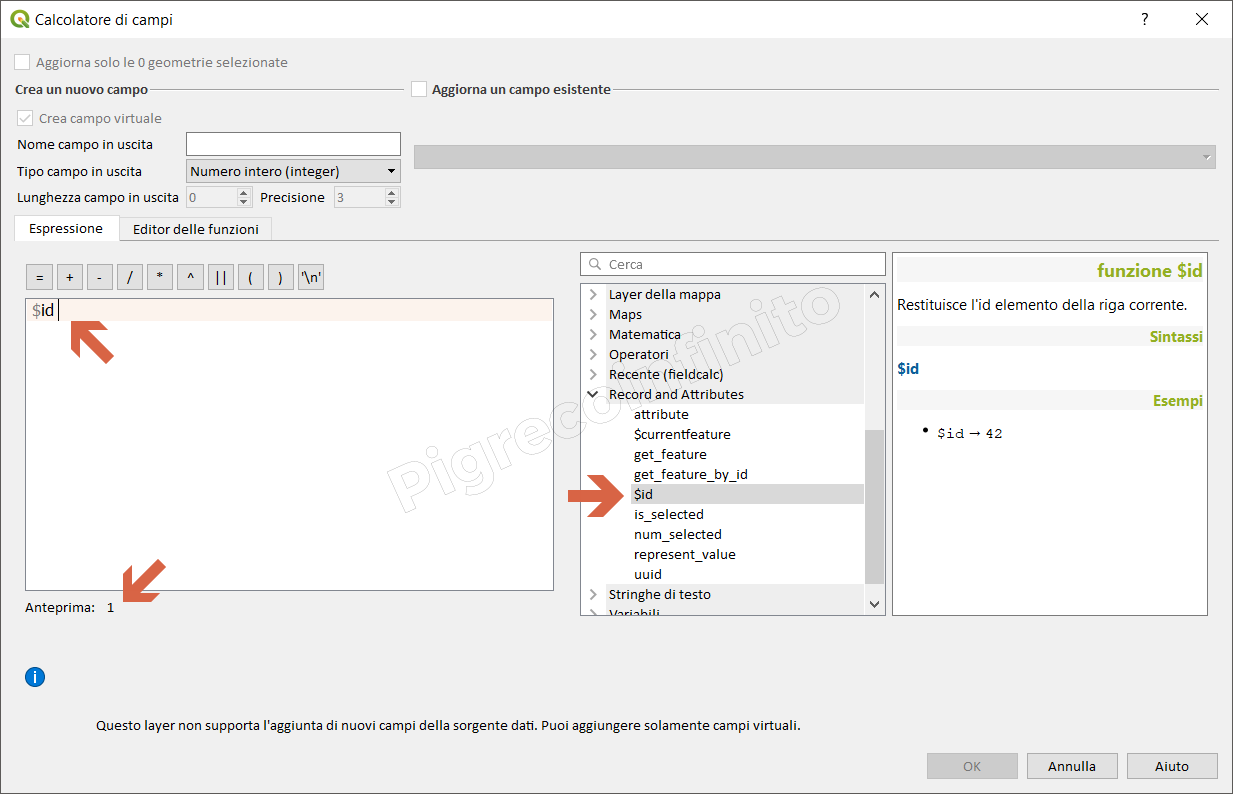 Calcolatore di campi
?
Aggiorna solo le 0 geometrie selezionate
Crea un nuovo campo
Aggiorna un campo esistente
Crea campo virtuale
Nome campo in uscita
Tipo campo in uscita
Numero intero (integer)
Lunghezza campo in uscita 0 Precisione 3
Espressione
Editor delle funzioni
= + - / * ^ || ( ) '\n'
$id
Anteprima: 1
Cerca
Layer della mappa
Maps
Matematica
Operatori
Recente (fieldcalc)
Record and Attributes
attribute
$currentfeature
get_feature
get_feature_by_id
$id
is_selected
num_selected
represent_value
uuid
Stringhe di testo
Variabili
funzione $id
Restituisce l'id elemento della riga corrente.
Sintassi
$id
Esempi
• $id → 42
Pigrecoinfinito
i
Questo layer non supporta l'aggiunta di nuovi campi della sorgente dati. Puoi aggiungere solamente campi virtuali.
OK
Annulla
Aiuto